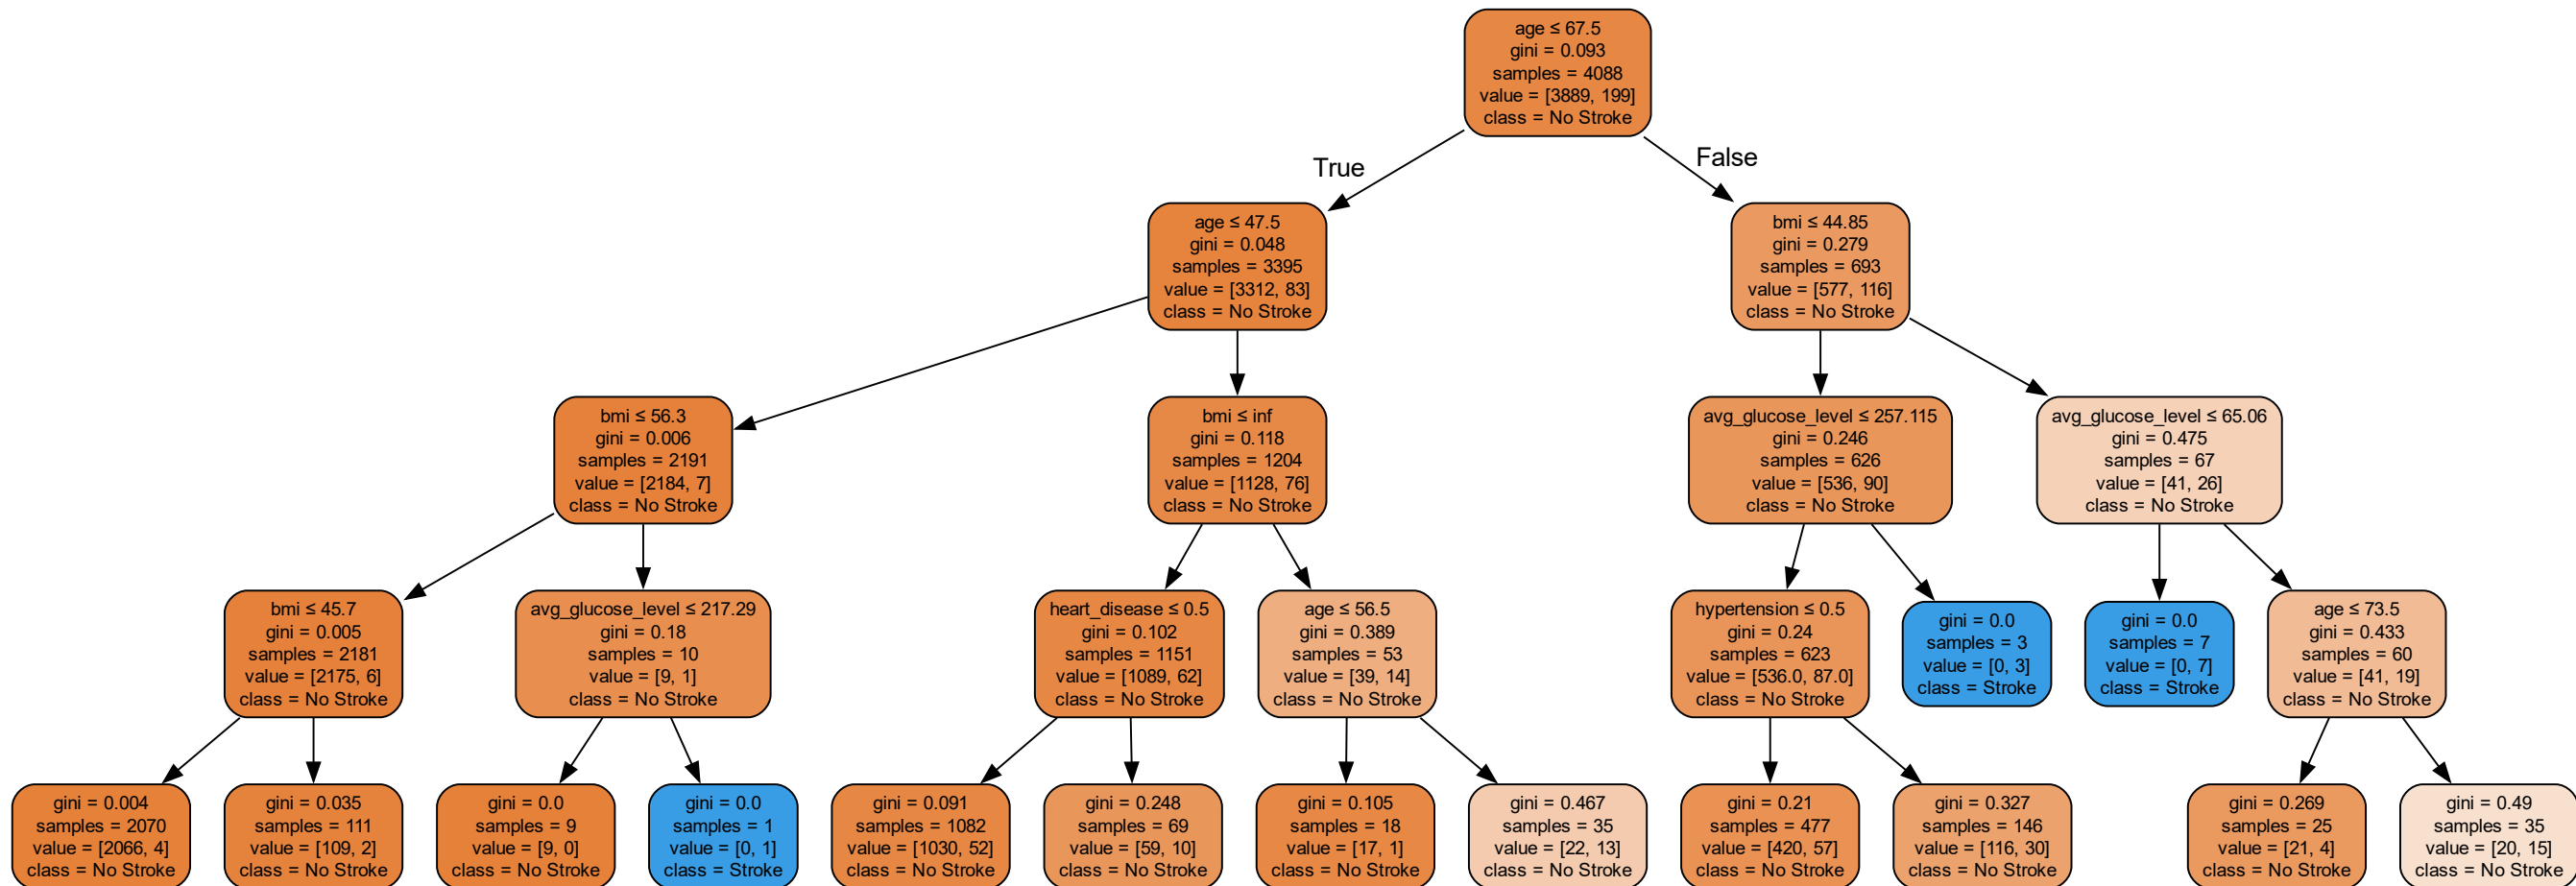 age ≤ 67.5
gini = 0.093
samples = 4088
value = [3889, 199]
class = No Stroke
True
False
age ≤ 47.5
gini = 0.048
samples = 3395
value = [3312, 83]
class = No Stroke
bmi ≤ 44.85
gini = 0.279
samples = 693
value = [577, 116]
class = No Stroke
bmi ≤ 56.3
gini = 0.006
samples = 2191
value = [2184, 7]
class = No Stroke
bmi ≤ inf
gini = 0.118
samples = 1204
value = [1128, 76]
class = No Stroke
avg_glucose_level ≤ 257.115
gini = 0.246
samples = 626
value = [536, 90]
class = No Stroke
avg_glucose_level ≤ 65.06
gini = 0.475
samples = 67
value = [41, 26]
class = No Stroke
bmi ≤ 45.7
gini = 0.005
samples = 2181
value = [2175, 6]
class = No Stroke
avg_glucose_level ≤ 217.29
gini = 0.18
samples = 10
value = [9, 1]
class = No Stroke
heart_disease ≤ 0.5
gini = 0.102
samples = 1151
value = [1089, 62]
class = No Stroke
age ≤ 56.5
gini = 0.389
samples = 53
value = [39, 14]
class = No Stroke
hypertension ≤ 0.5
gini = 0.24
samples = 623
value = [536.0, 87.0]
class = No Stroke
gini = 0.0
samples = 3
value = [0, 3]
class = Stroke
gini = 0.0
samples = 7
value = [0, 7]
class = Stroke
age ≤ 73.5
gini = 0.433
samples = 60
value = [41, 19]
class = No Stroke
gini = 0.004
samples = 2070
value = [2066, 4]
class = No Stroke
gini = 0.035
samples = 111
value = [109, 2]
class = No Stroke
gini = 0.0
samples = 9
value = [9, 0]
class = No Stroke
gini = 0.0
samples = 1
value = [0, 1]
class = Stroke
gini = 0.091
samples = 1082
value = [1030, 52]
class = No Stroke
gini = 0.248
samples = 69
value = [59, 10]
class = No Stroke
gini = 0.105
samples = 18
value = [17, 1]
class = No Stroke
gini = 0.467
samples = 35
value = [22, 13]
class = No Stroke
gini = 0.21
samples = 477
value = [420, 57]
class = No Stroke
gini = 0.327
samples = 146
value = [116, 30]
class = No Stroke
gini = 0.269
samples = 25
value = [21, 4]
class = No Stroke
gini = 0.49
samples = 35
value = [20, 15]
class = No Stroke